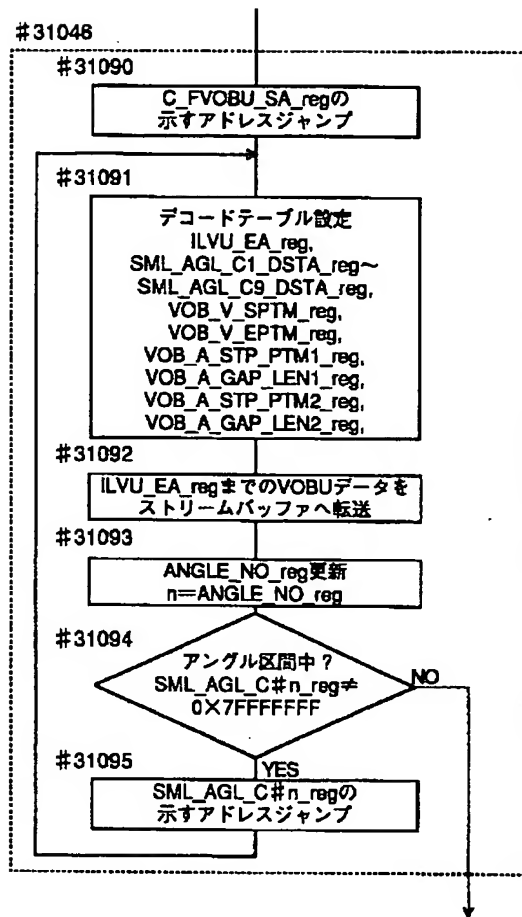 #31046
#31090
C_FVOBU_SA_regの
示すアドレスジャンプ
#31091
デコードテーブル設定
ILVU_EA_reg,
SML_AGL_C1_DSTA_reg～
SML_AGL_C9_DSTA_reg,
VOB_V_SPTM_reg,
VOB_V_EPTM_reg,
VOB_A_STP_PTM1_reg,
VOB_A_GAP_LEN1_reg,
VOB_A_STP_PTM2_reg,
VOB_A_GAP_LEN2_reg,
#31092
ILVU_EA_regまでのVOBUデータを
ストリームバッファへ転送
#31093
ANGLE_NO_reg更新
n=ANGLE_NO_reg
#31094
アングル区間中？
SML_AGL_C#n_reg≠
0×7FFFFFFF
NO
YES
#31095
SML_AGL_C#n_regの
示すアドレスジャンプ